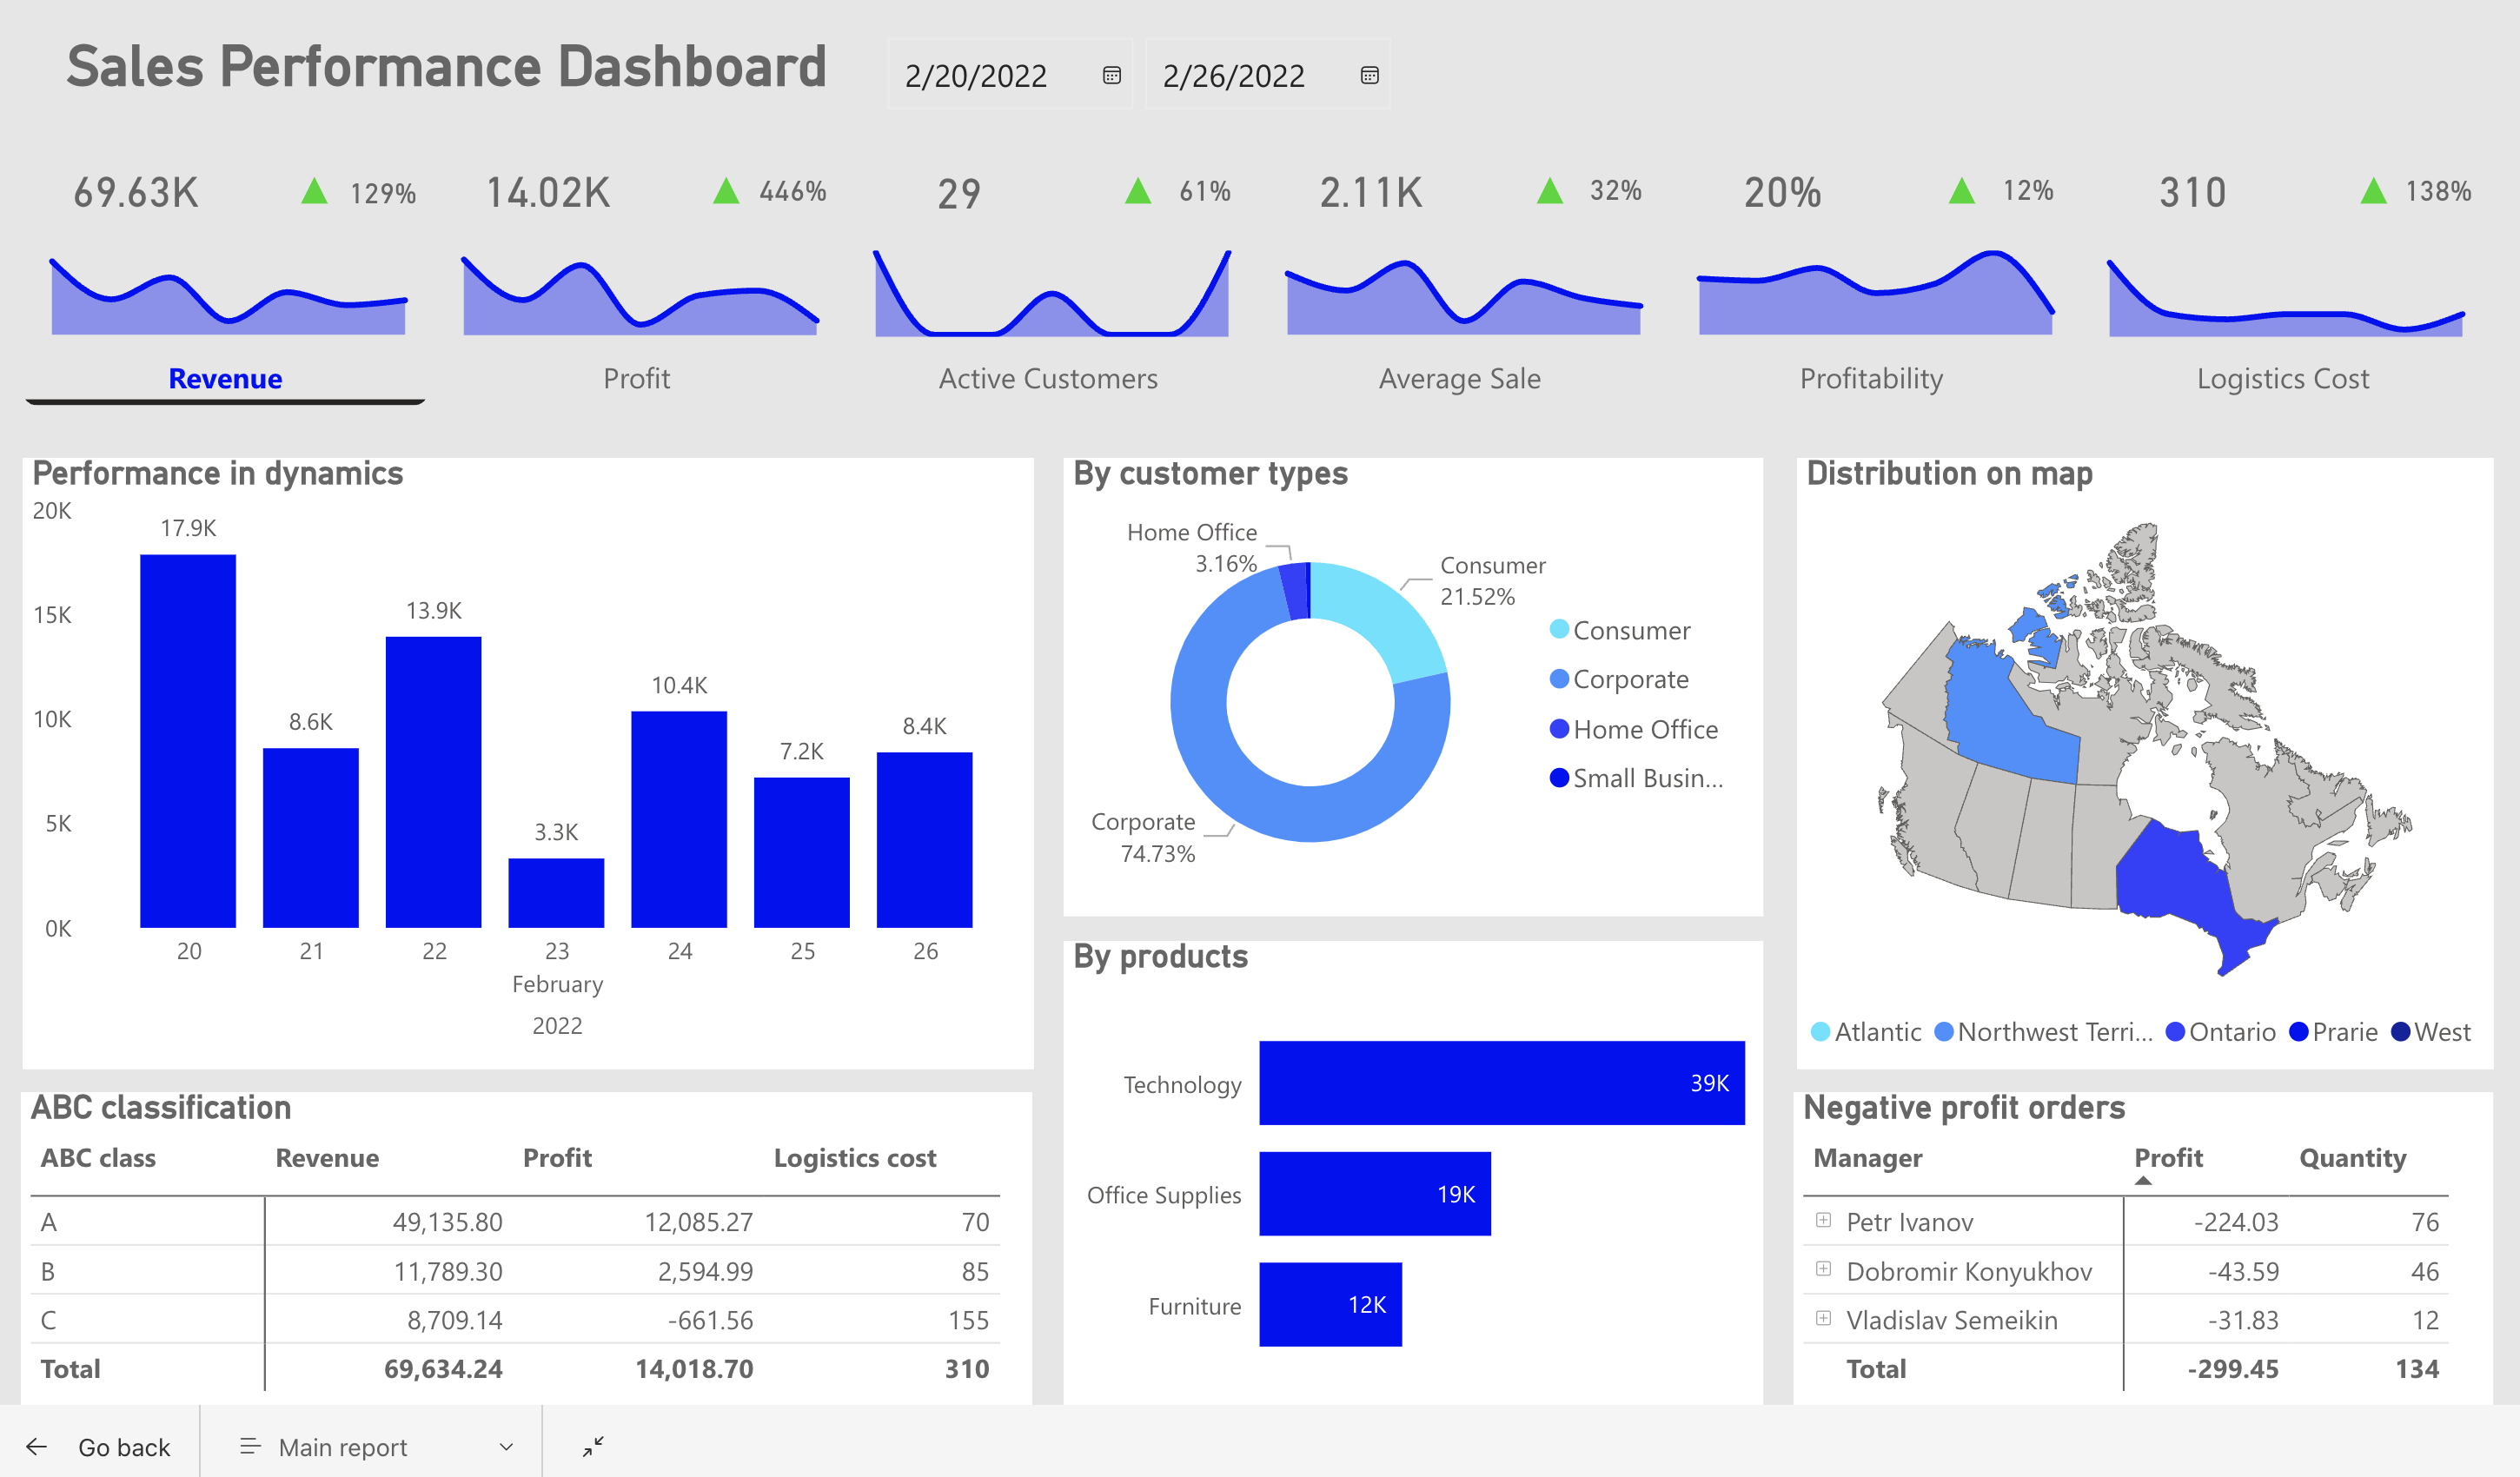 Sales Performance Dashboard
2/20/2022
2/26/2022
69.63K 129%
14.02K 446%
29 61%
2.11K 32%
20% 12%
310 138%
Revenue
Profit
Active Customers
Average Sale
Profitability
Logistics Cost
Performance in dynamics
20K
15K
10K
5K
0K
17.9K
8.6K
13.9K
3.3K
10.4K
7.2K
8.4K
20 21 22 23 24 25 26
February
2022
By customer types
Home Office
3.16%
Consumer
21.52%
Corporate
74.73%
Consumer
Corporate
Home Office
Small Busin...
Distribution on map
Atlantic Northwest Terri... Ontario Prarie West
By products
Technology 39K
Office Supplies 19K
Furniture 12K
ABC classification
ABC class Revenue Profit Logistics cost
A 49,135.80 12,085.27 70
B 11,789.30 2,594.99 85
C 8,709.14 -661.56 155
Total 69,634.24 14,018.70 310
Negative profit orders
Manager Profit Quantity
Petr Ivanov -224.03 76
Dobromir Konyukhov -43.59 46
Vladislav Semeikin -31.83 12
Total -299.45 134
Go back
Main report